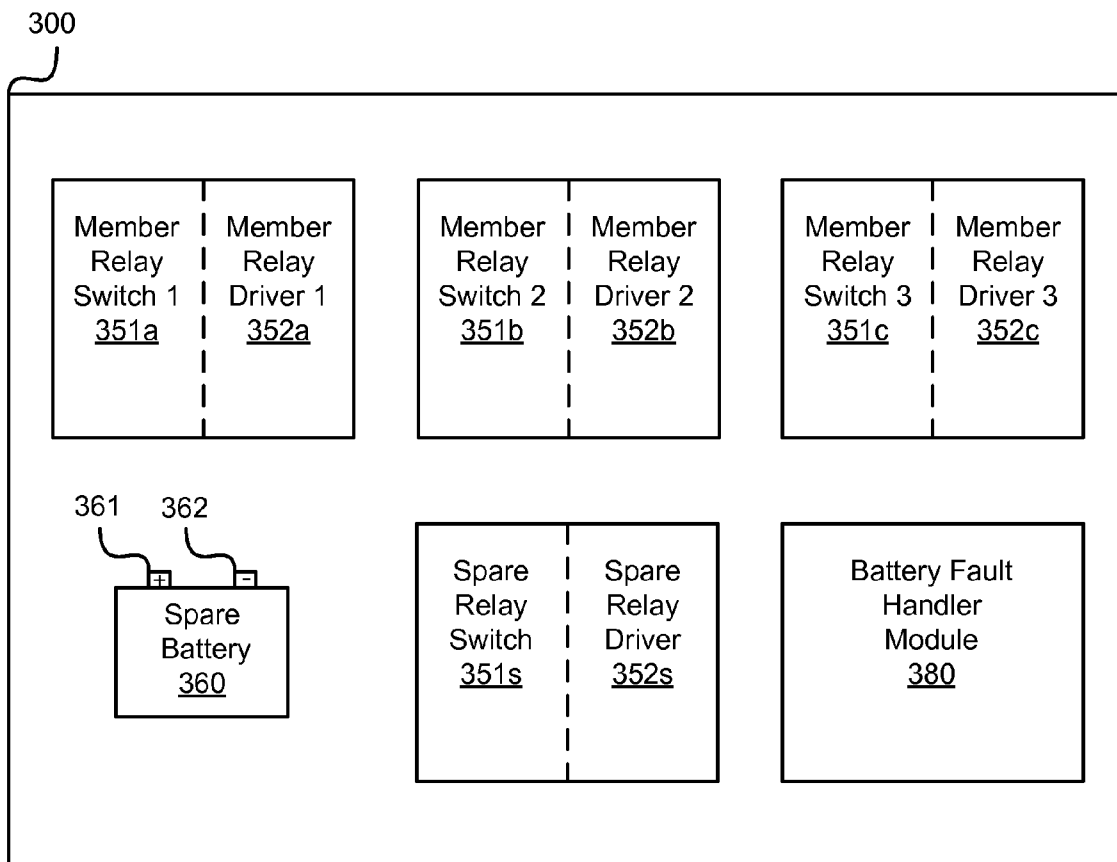 300
Member
Relay
Switch 1
351a
Member
Relay
Driver 1
352a
Member
Relay
Switch 2
351b
Member
Relay
Driver 2
352b
Member
Relay
Switch 3
351c
Member
Relay
Driver 3
352c
361
362
+
-
Spare
Battery
360
Spare
Relay
Switch
351s
Spare
Relay
Driver
352s
Battery Fault
Handler
Module
380